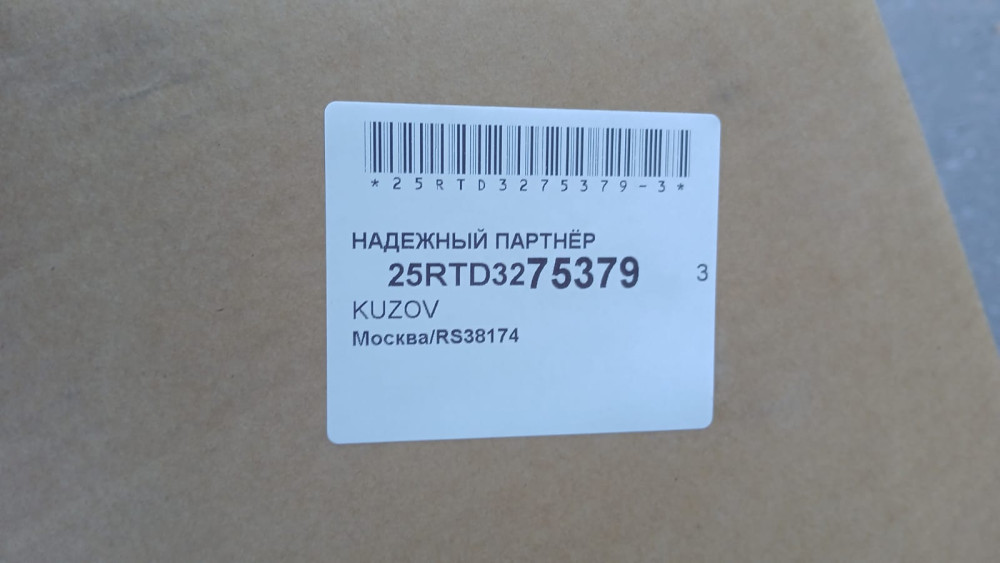 *25RTD3275379-3*
НАДЕЖНЫЙ ПАРТНЁР
25RTD3275379 3
KUZOV
Москва/RS38174